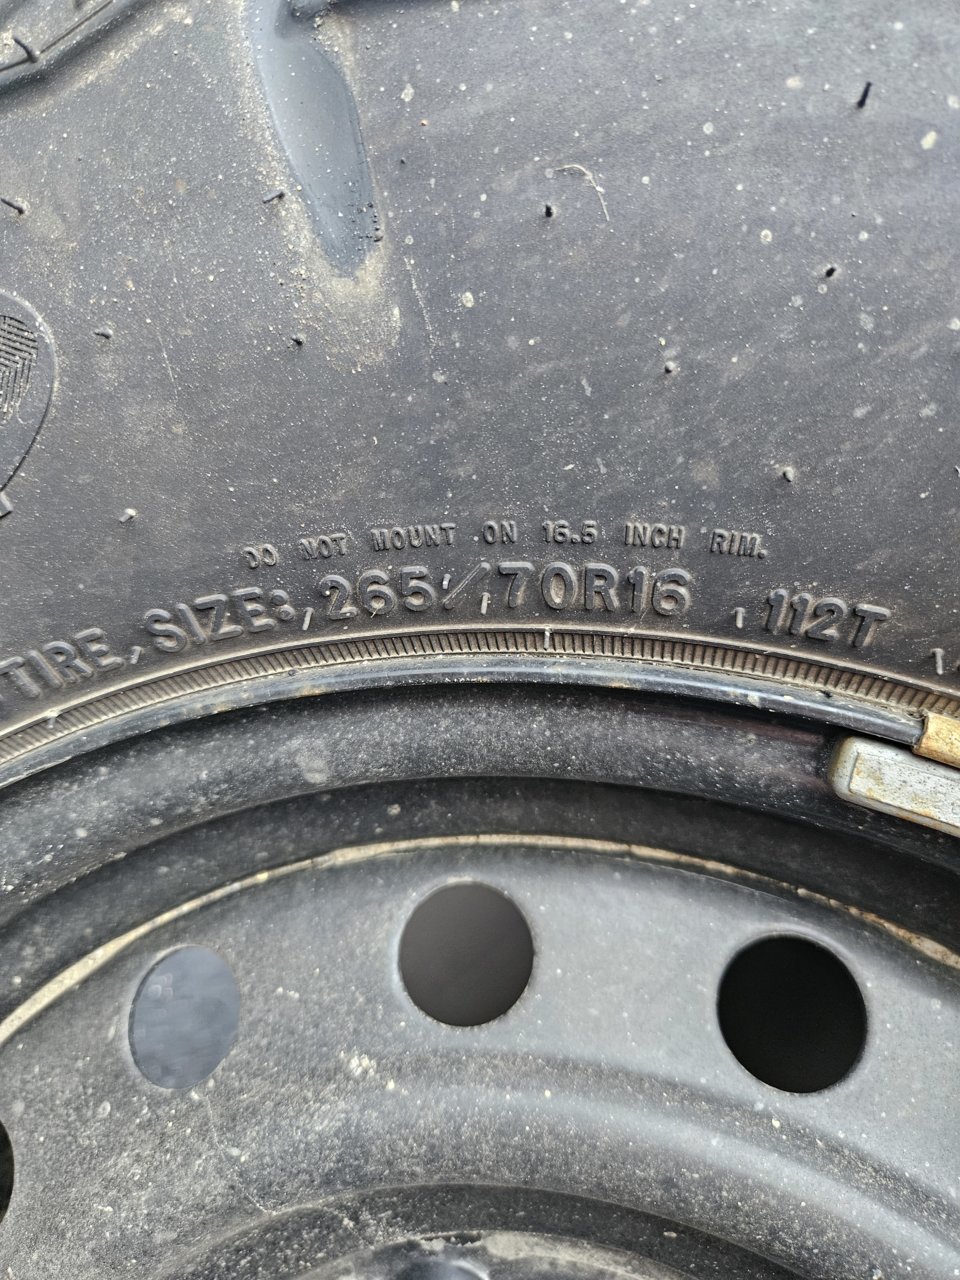 DO NOT MOUNT ON 16.5 INCH RIM.
TIRE SIZE: 265/70R16 112T